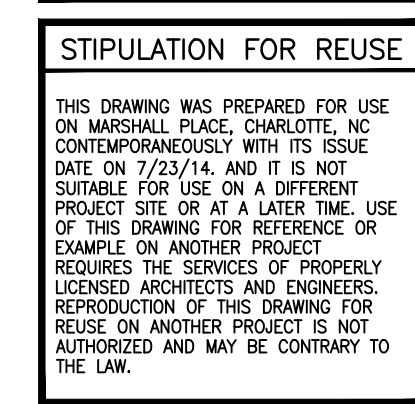 STIPULATION FOR REUSE
THIS DRAWING WAS PREPARED FOR USE
ON MARSHALL PLACE, CHARLOTTE, NC
CONTEMPORANEOUSLY WITH ITS ISSUE
DATE ON 7/23/14. AND IT IS NOT
SUITABLE FOR USE ON A DIFFERENT
PROJECT SITE OR AT A LATER TIME. USE
OF THIS DRAWING FOR REFERENCE OR
EXAMPLE ON ANOTHER PROJECT
REQUIRES THE SERVICES OF PROPERLY
LICENSED ARCHITECTS AND ENGINEERS.
REPRODUCTION OF THIS DRAWING FOR
REUSE ON ANOTHER PROJECT IS NOT
AUTHORIZED AND MAY BE CONTRARY TO
THE LAW.